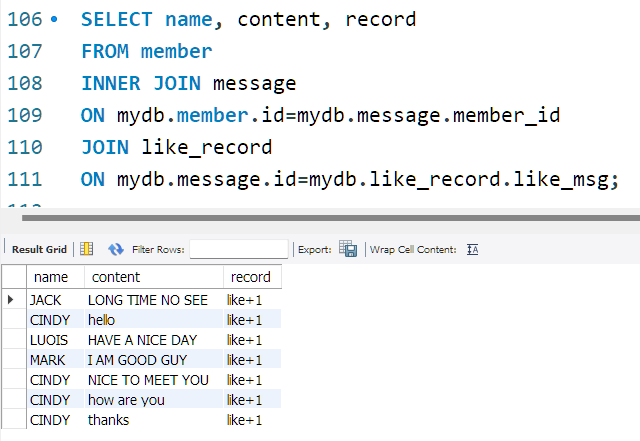 106 SELECT name, content, record
107 FROM member
108 INNER JOIN message
109 ON mydb.member.id=mydb.message.member_id
110 JOIN like_record
111 ON mydb.message.id=mydb.like_record.like_msg;
Result Grid Filter Rows: Export: Wrap Cell Content: IA
name content record
JACK LONG TIME NO SEE like+1
CINDY hello like+1
LUOIS HAVE A NICE DAY like+1
MARK I AM GOOD GUY like+1
CINDY NICE TO MEET YOU like+1
CINDY how are you like+1
CINDY thanks like+1